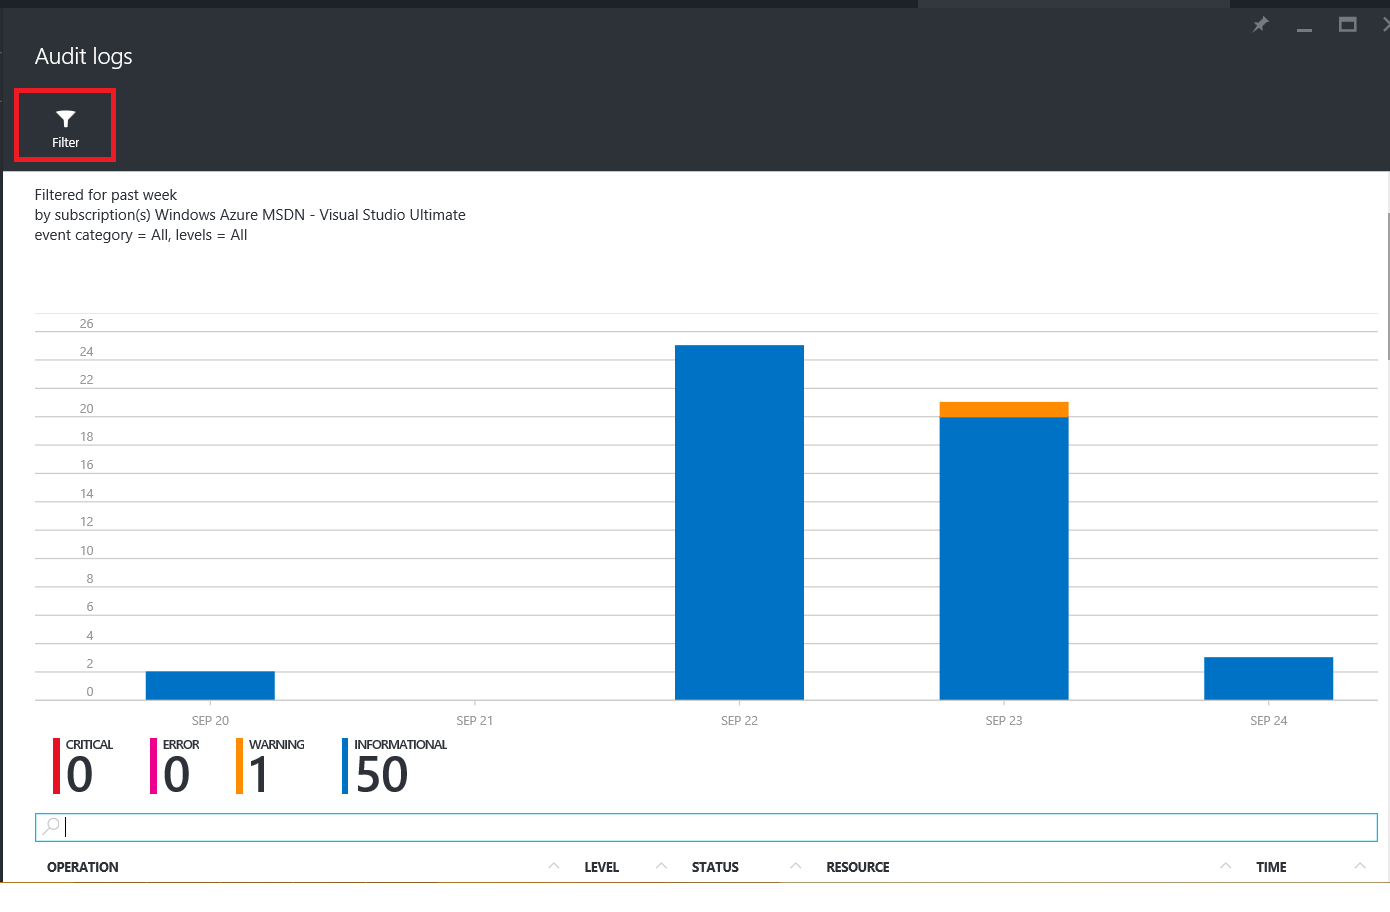 Audit logs
Filter
Filtered for past week
by subscription(s) Windows Azure MSDN - Visual Studio Ultimate
event category = All, levels = All
26
24
22
20
18
16
14
12
10
8
6
4
2
0
SEP 20 SEP 21 SEP 22 SEP 23 SEP 24
CRITICAL ERROR WARNING INFORMATIONAL
0 0 1 50
OPERATION LEVEL STATUS RESOURCE TIME